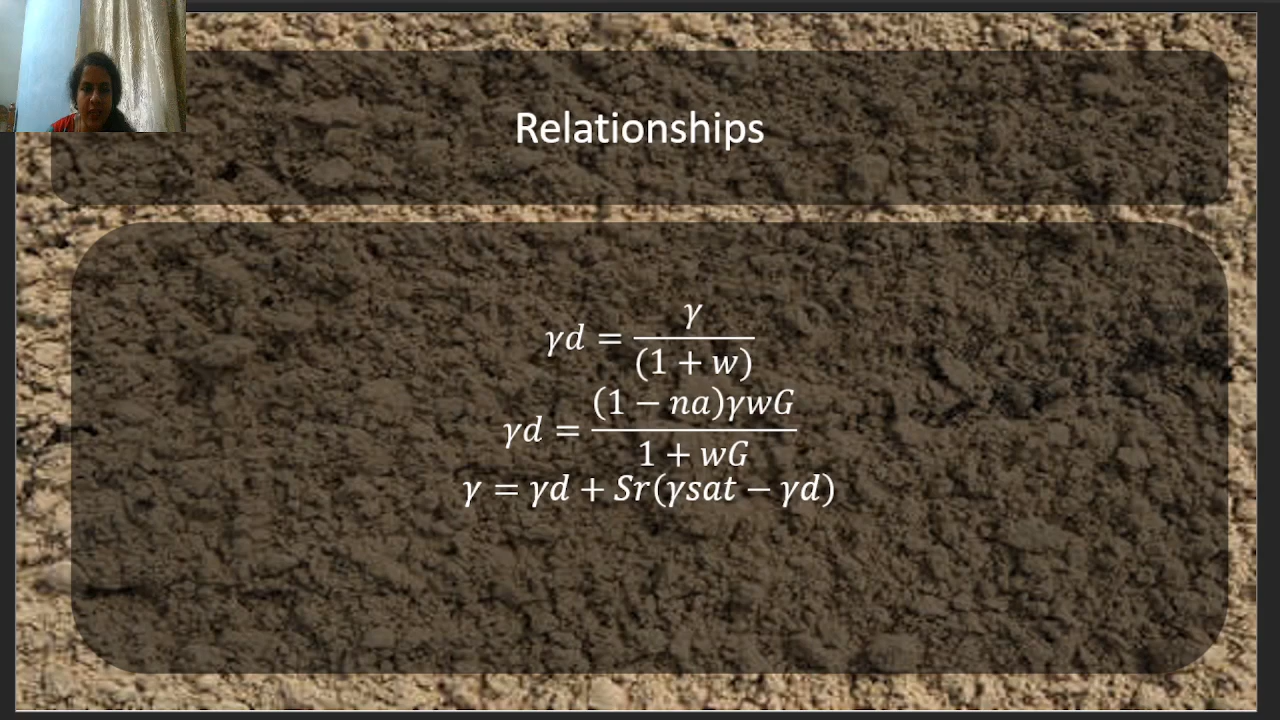 Relationships
γd = γ/(1 + w)
γd = (1 − na)γwG/1 + wG
γ = γd + Sr(γsat − γd)